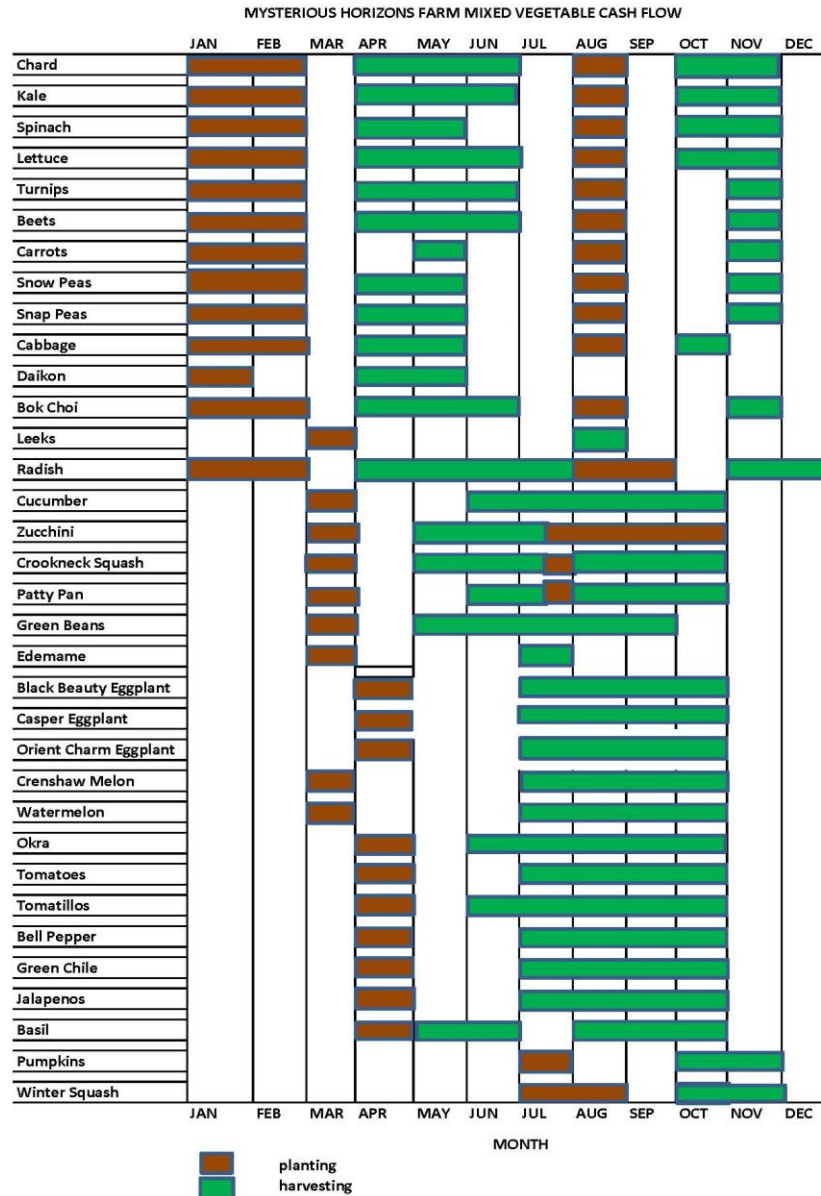 MYSTERIOUS HORIZONS FARM MIXED VEGETABLE CASH FLOW
JAN FEB MAR APR MAY JUN JUL AUG SEP OCT NOV DEC
Chard
Kale
Spinach
Lettuce
Turnips
Beets
Carrots
Snow Peas
Snap Peas
Cabbage
Daikon
Bok Choi
Leeks
Radish
Cucumber
Zucchini
Crookneck Squash
Patty Pan
Green Beans
Edemame
Black Beauty Eggplant
Casper Eggplant
Orient Charm Eggplant
Crenshaw Melon
Watermelon
Okra
Tomatoes
Tomatillos
Bell Pepper
Green Chile
Jalapenos
Basil
Pumpkins
Winter Squash
JAN FEB MAR APR MAY JUN JUL AUG SEP OCT NOV DEC
MONTH
planting
harvesting